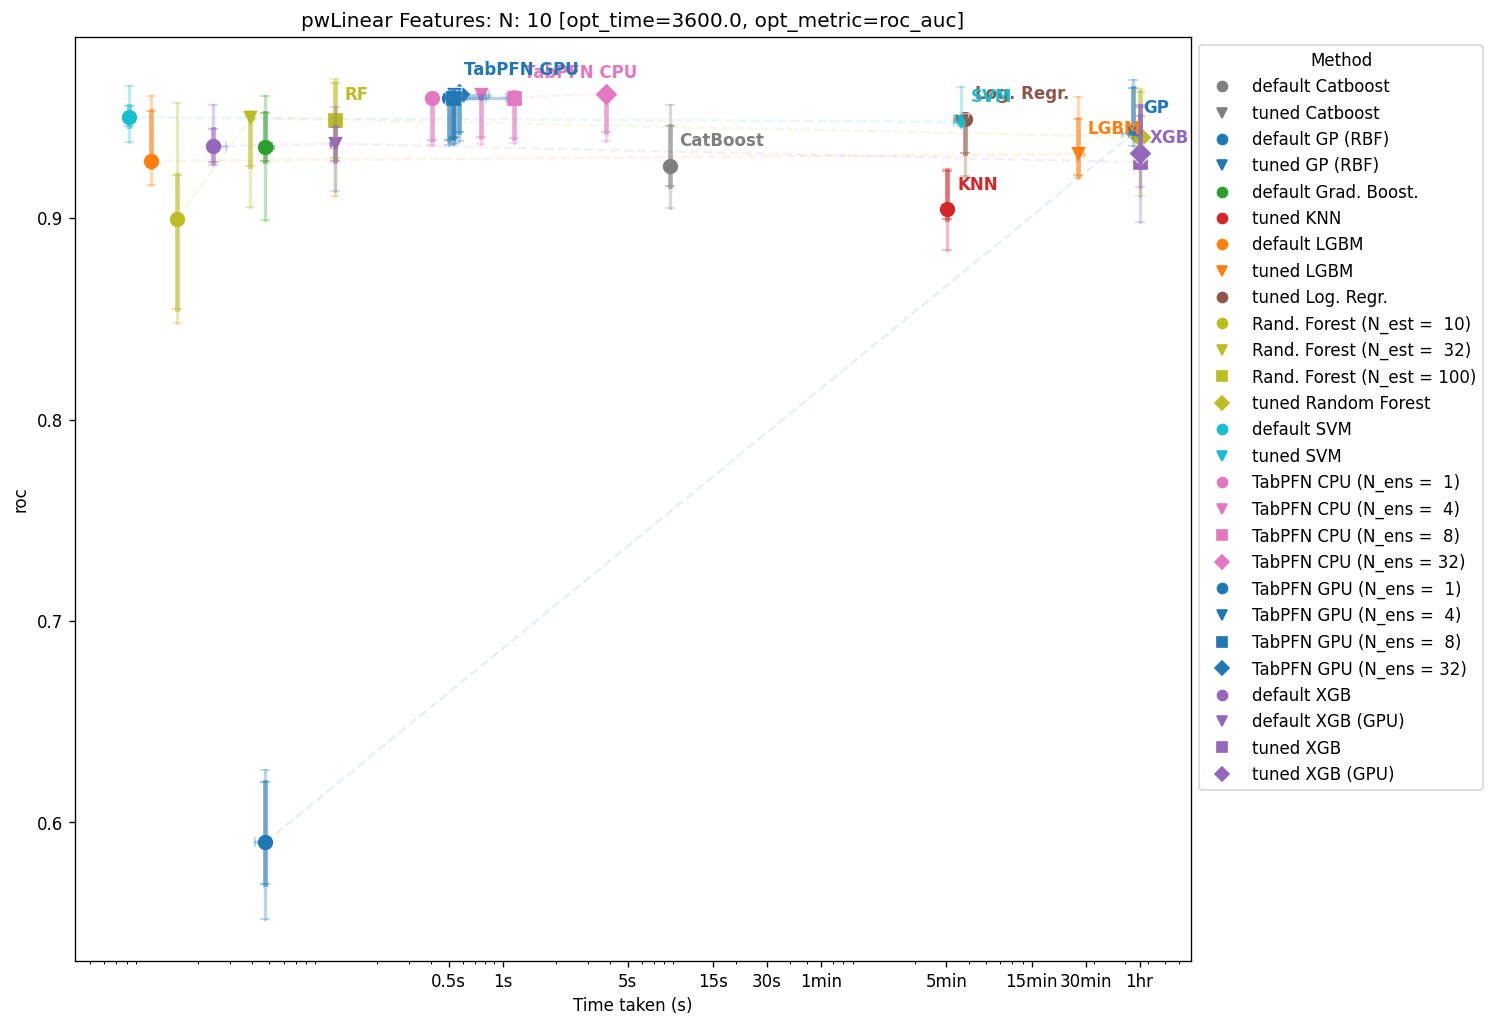 pwLinear Features: N: 10 [opt_time=3600.0, opt_metric=roc_auc]
TabPFN GPU
TabPFN CPU
RF
Log. Regr.
SVM
GP
LGBM
XGB
CatBoost
KNN
0.9
0.8
0.7
0.6
roc
0.5s 1s 5s 15s 30s 1min 5min 15min 30min 1hr
Time taken (s)
Method
default Catboost
tuned Catboost
default GP (RBF)
tuned GP (RBF)
default Grad. Boost.
tuned KNN
default LGBM
tuned LGBM
tuned Log. Regr.
Rand. Forest (N_est =  10)
Rand. Forest (N_est =  32)
Rand. Forest (N_est = 100)
tuned Random Forest
default SVM
tuned SVM
TabPFN CPU (N_ens =  1)
TabPFN CPU (N_ens =  4)
TabPFN CPU (N_ens =  8)
TabPFN CPU (N_ens = 32)
TabPFN GPU (N_ens =  1)
TabPFN GPU (N_ens =  4)
TabPFN GPU (N_ens =  8)
TabPFN GPU (N_ens = 32)
default XGB
default XGB (GPU)
tuned XGB
tuned XGB (GPU)